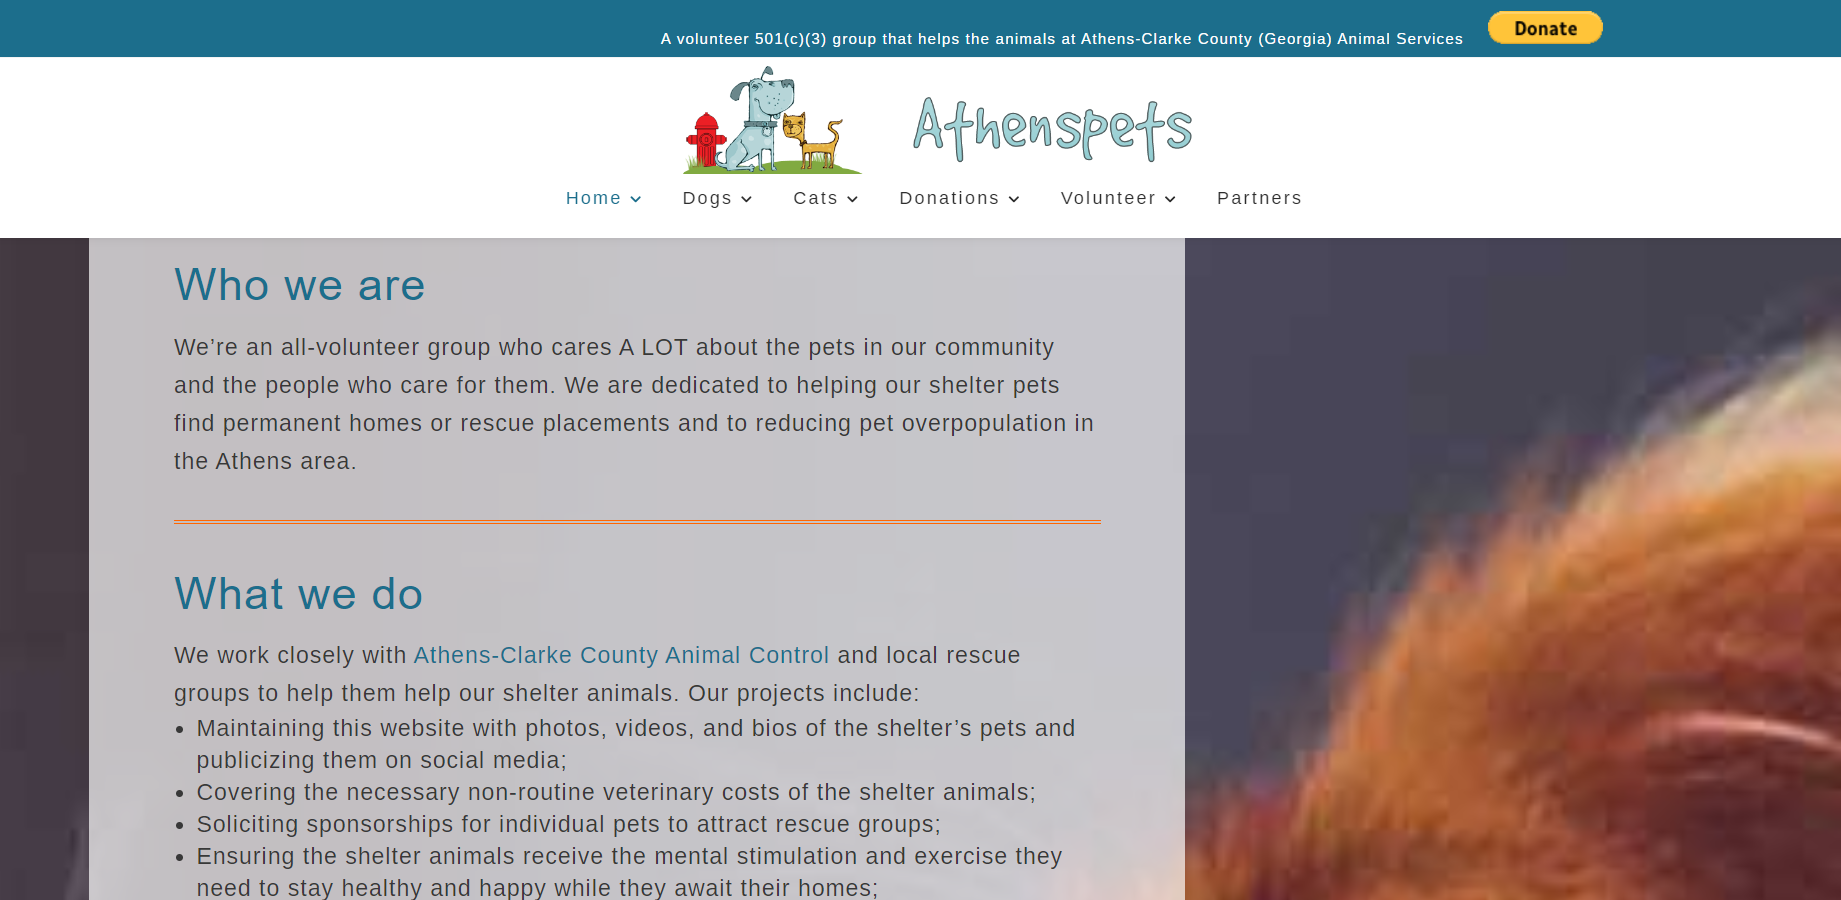 A volunteer 501(c)(3) group that helps the animals at Athens-Clarke County (Georgia) Animal Services
Donate
Athenspets
Home
Dogs
Cats
Donations
Volunteer
Partners
Who we are
We’re an all-volunteer group who cares A LOT about the pets in our community
and the people who care for them. We are dedicated to helping our shelter pets
find permanent homes or rescue placements and to reducing pet overpopulation in
the Athens area.
What we do
We work closely with Athens-Clarke County Animal Control and local rescue
groups to help them help our shelter animals. Our projects include:
• Maintaining this website with photos, videos, and bios of the shelter’s pets and
publicizing them on social media;
• Covering the necessary non-routine veterinary costs of the shelter animals;
• Soliciting sponsorships for individual pets to attract rescue groups;
• Ensuring the shelter animals receive the mental stimulation and exercise they
need to stay healthy and happy while they await their homes;